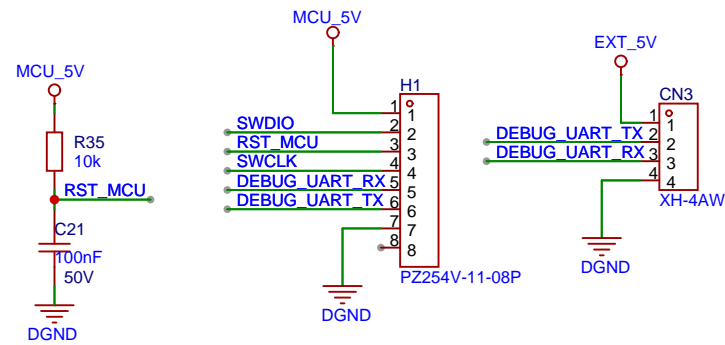 MCU_5V
R35
10k
RST_MCU
C21
100nF
50V
DGND
MCU_5V
H1
1 1
SWDIO 2 2
RST_MCU 3 3
SWCLK 4 4
DEBUG_UART_RX 5 5
DEBUG_UART_TX 6 6
7 7
8 8
PZ254V-11-08P
DGND
EXT_5V
CN3
1 1
DEBUG_UART_TX 2 2
DEBUG_UART_RX 3 3
4 4
XH-4AW
DGND